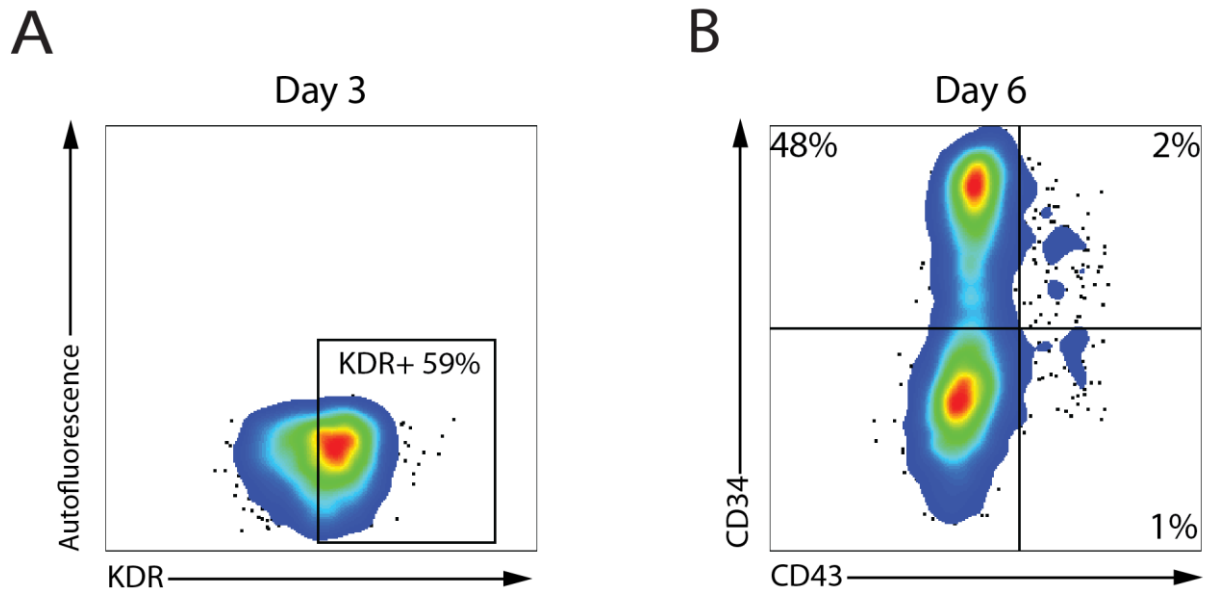 A
Day 3
Autofluorescence
KDR+ 59%
KDR
B
Day 6
48%
2%
CD34
1%
CD43